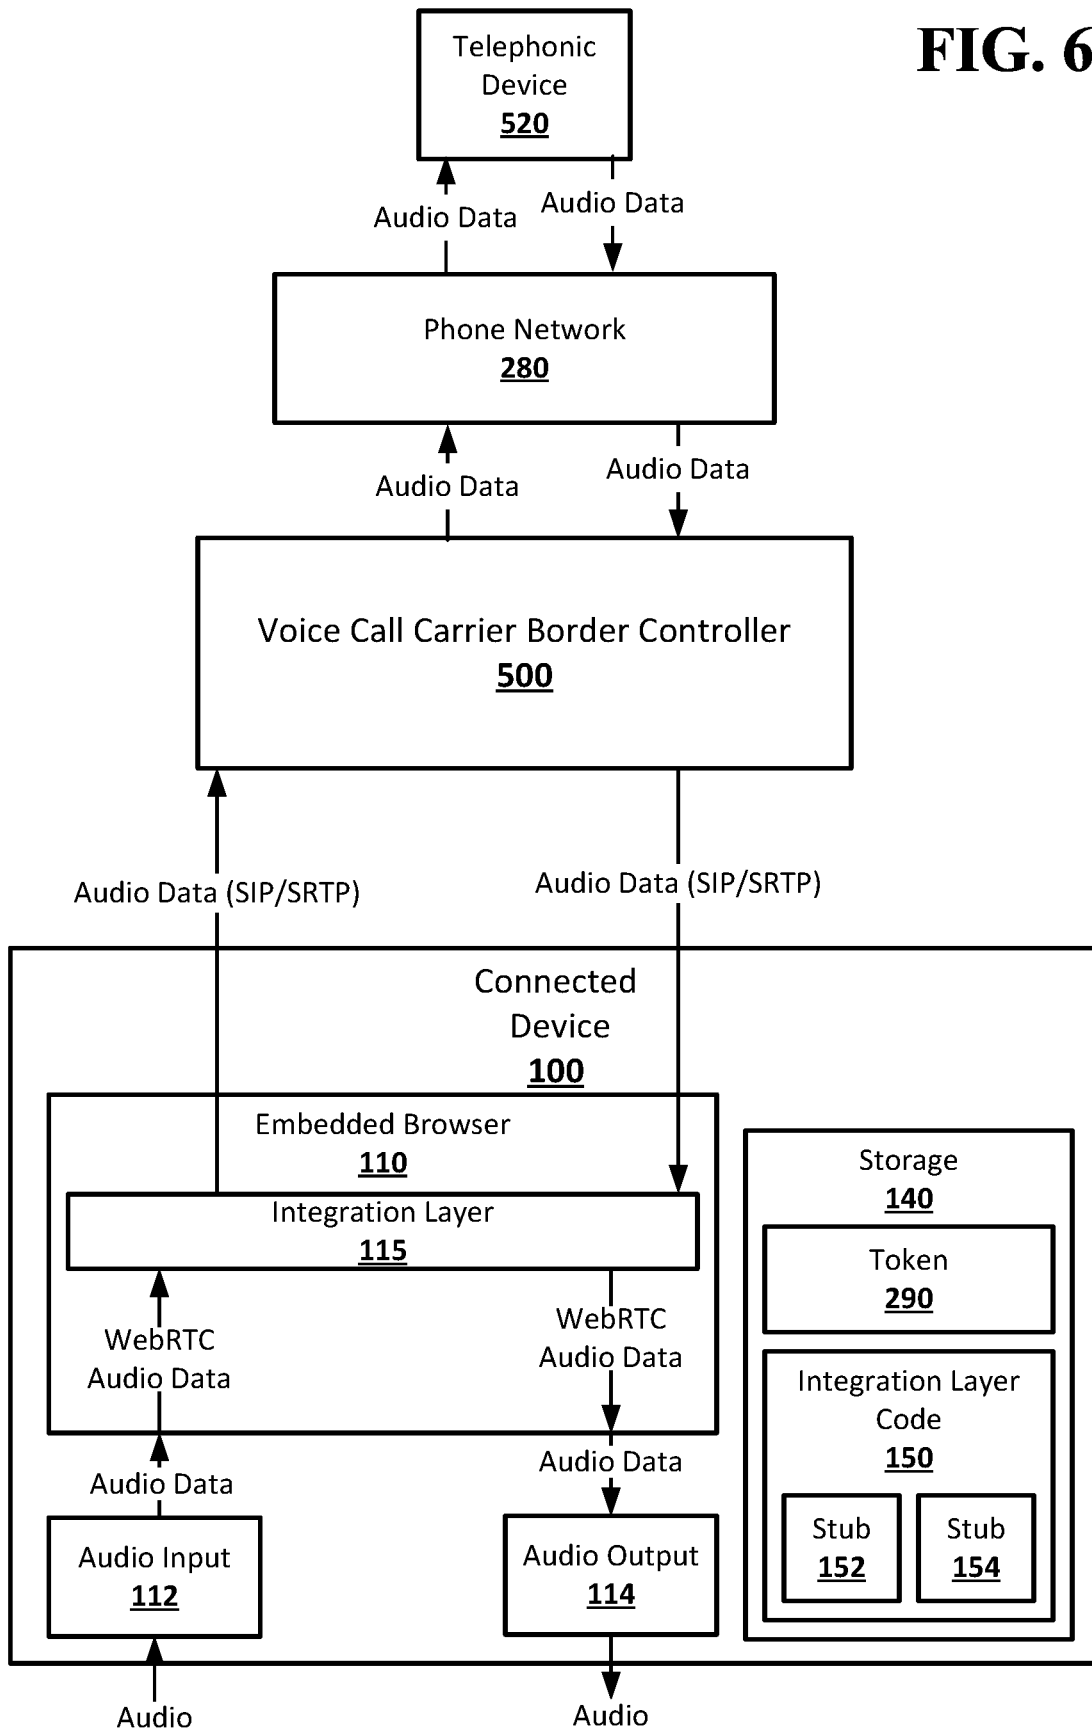 FIG. 6
Telephonic
Device
520
Audio Data
Audio Data
Phone Network
280
Audio Data
Audio Data
Voice Call Carrier Border Controller
500
Audio Data (SIP/SRTP)
Audio Data (SIP/SRTP)
Connected
Device
100
Embedded Browser
110
Integration Layer
115
WebRTC
Audio Data
WebRTC
Audio Data
Audio Data
Audio Data
Audio Input
112
Audio Output
114
Storage
140
Token
290
Integration Layer
Code
150
Stub
152
Stub
154
Audio
Audio